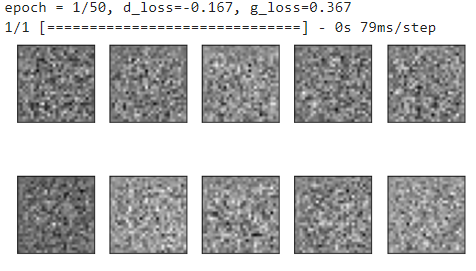 epoch = 1/50, d_loss=-0.167, g_loss=0.367
1/1 [==============================] - 0s 79ms/step